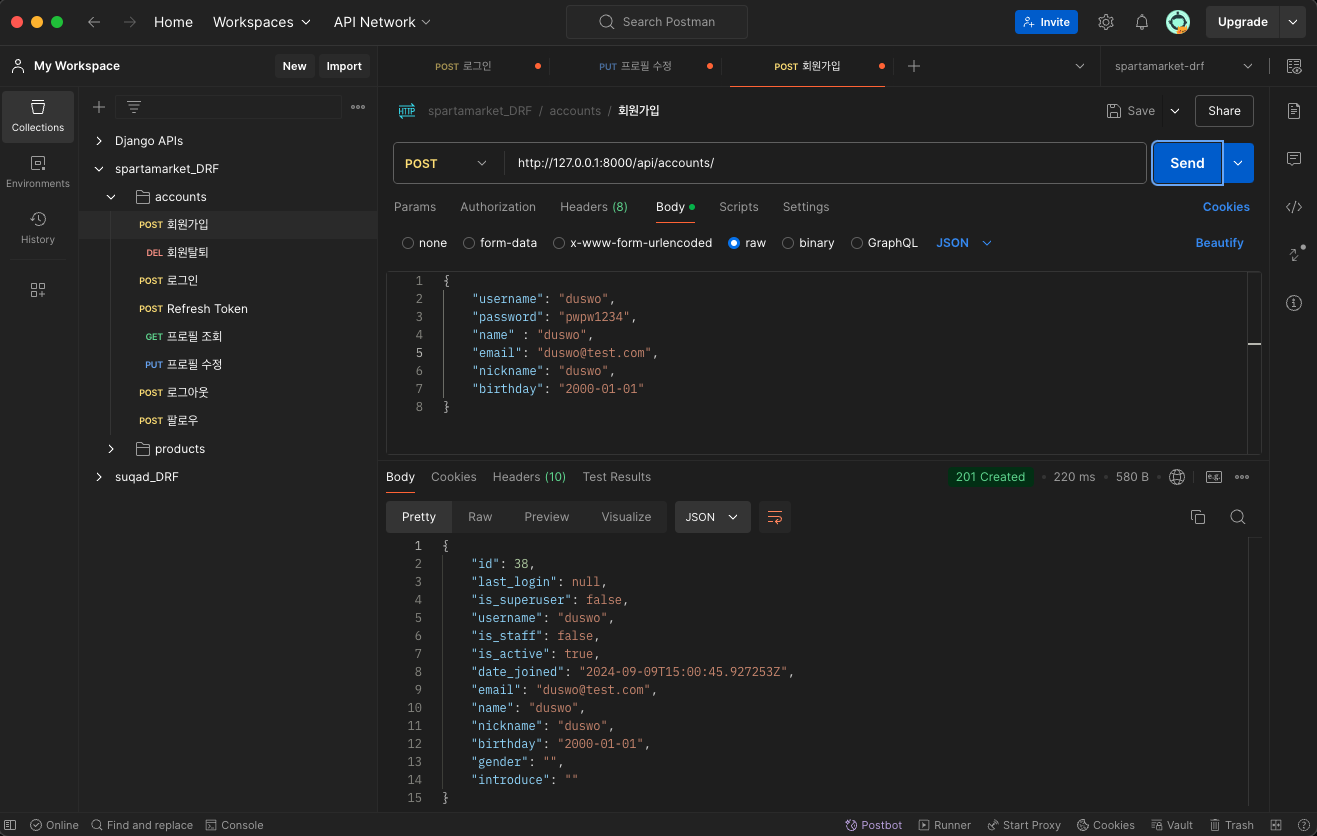 Home Workspaces API Network Search Postman Invite Upgrade
My Workspace New Import POST 로그인 PUT 프로필 수정 POST 회원가입 spartamarket-drf
Collections
Environments
History
Django APIs
spartamarket_DRF
accounts
POST 회원가입
DEL 회원탈퇴
POST 로그인
POST Refresh Token
GET 프로필 조회
PUT 프로필 수정
POST 로그아웃
POST 팔로우
products
suqad_DRF
HTTP spartamarket_DRF / accounts / 회원가입 Save Share
POST http://127.0.0.1:8000/api/accounts/ Send
Params Authorization Headers (8) Body Scripts Settings Cookies
none form-data x-www-form-urlencoded raw binary GraphQL JSON Beautify
1 {
2 "username": "duswo",
3 "password": "pwpw1234",
4 "name" : "duswo",
5 "email": "duswo@test.com",
6 "nickname": "duswo",
7 "birthday": "2000-01-01"
8 }
Body Cookies Headers (10) Test Results 201 Created 220 ms 580 B
Pretty Raw Preview Visualize JSON
1 {
2 "id": 38,
3 "last_login": null,
4 "is_superuser": false,
5 "username": "duswo",
6 "is_staff": false,
7 "is_active": true,
8 "date_joined": "2024-09-09T15:00:45.927253Z",
9 "email": "duswo@test.com",
10 "name": "duswo",
11 "nickname": "duswo",
12 "birthday": "2000-01-01",
13 "gender": "",
14 "introduce": ""
15 }
Online Find and replace Console Postbot Runner Start Proxy Cookies Vault Trash